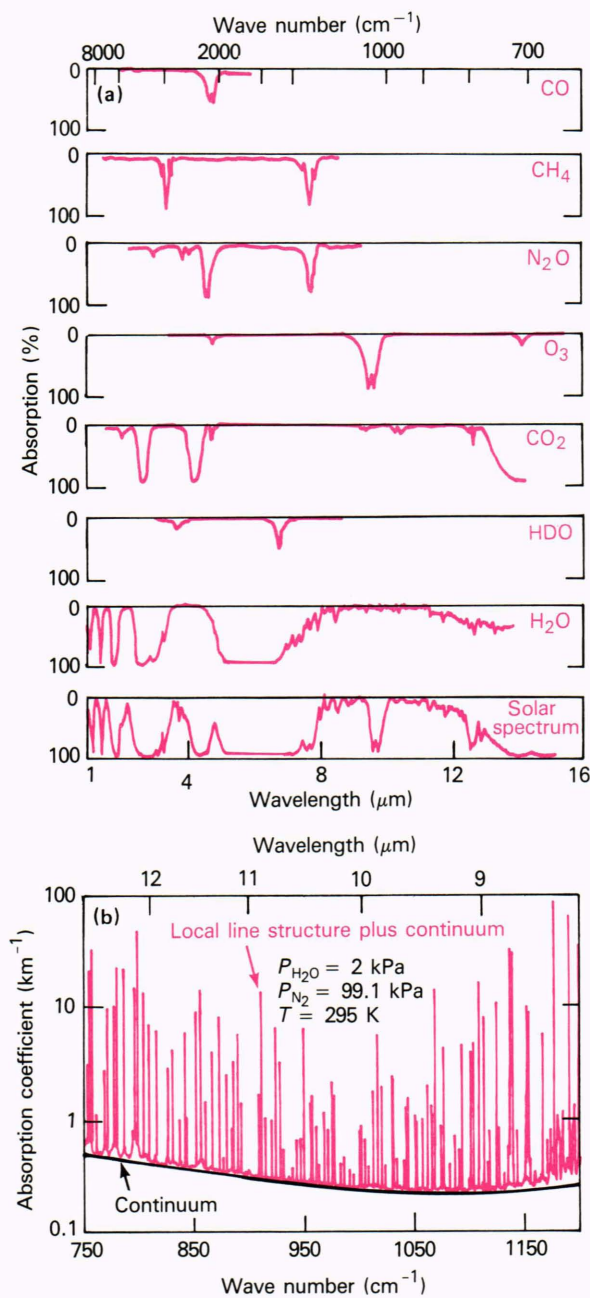 Wave number (cm⁻¹)
8000 2000 1000 700
(a)
0 CO
100
0 CH₄
100
0 N₂O
100
0 O₃
100
0 CO₂
100
0 HDO
100
0 H₂O
100
0 Solar
spectrum
100
Absorption (%)
1 4 8 12 16
Wavelength (μm)
Wavelength (μm)
12 11 10 9
100 (b)
Local line structure plus continuum
P_H₂O = 2 kPa
P_N₂ = 99.1 kPa
T = 295 K
10
1
Continuum
0.1
Absorption coefficient (km⁻¹)
750 850 950 1050 1150
Wave number (cm⁻¹)